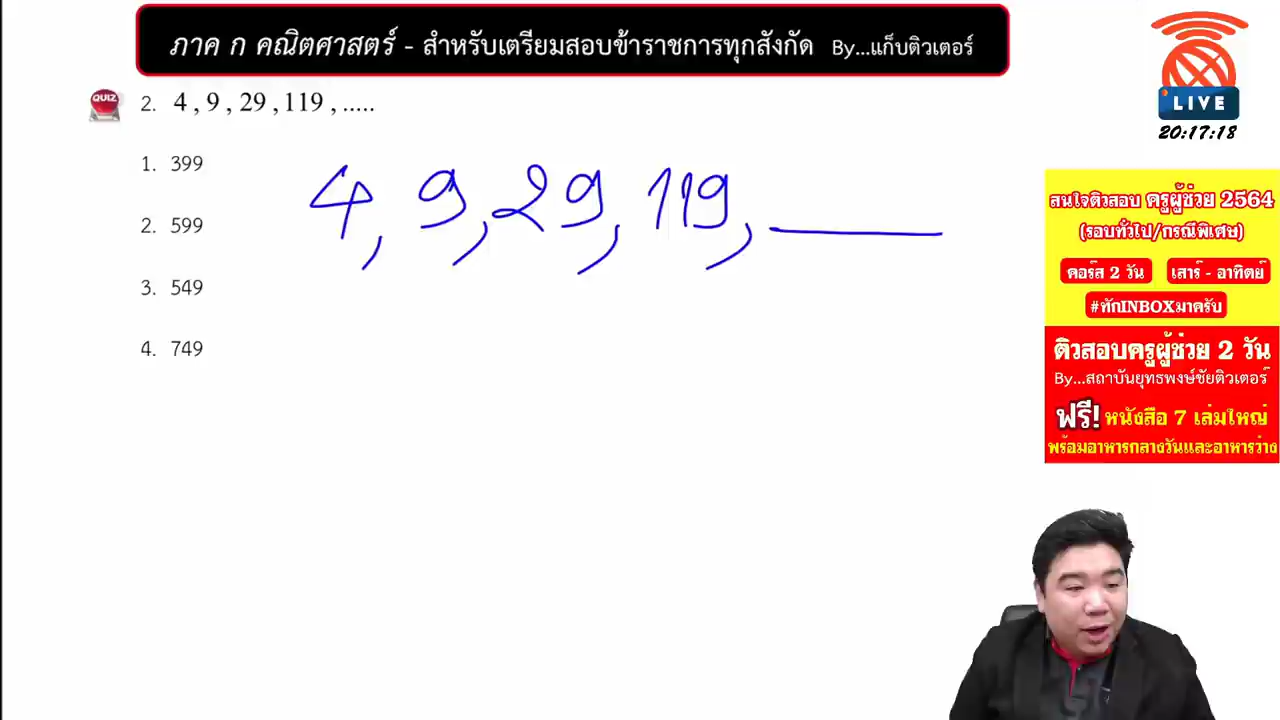 ภาค ก คณิตศาสตร์ - สำหรับเตรียมสอบข้าราชการทุกสังกัด By...แก็บติวเตอร์
QUIZ
2. 4 , 9 , 29 , 119 , .....
1. 399
2. 599
3. 549
4. 749
4, 9, 29, 119, ______
LIVE
20:17:18
สนใจติวสอบ ครูผู้ช่วย 2564
(รอบทั่วไป/กรณีพิเศษ)
คอร์ส 2 วัน เสาร์ - อาทิตย์
#ทักINBOXมาครับ
ติวสอบครูผู้ช่วย 2 วัน
By...สถาบันยุทธพงษ์ชัยติวเตอร์
ฟรี! หนังสือ 7 เล่มใหญ่
พร้อมอาหารกลางวันและอาหารว่าง